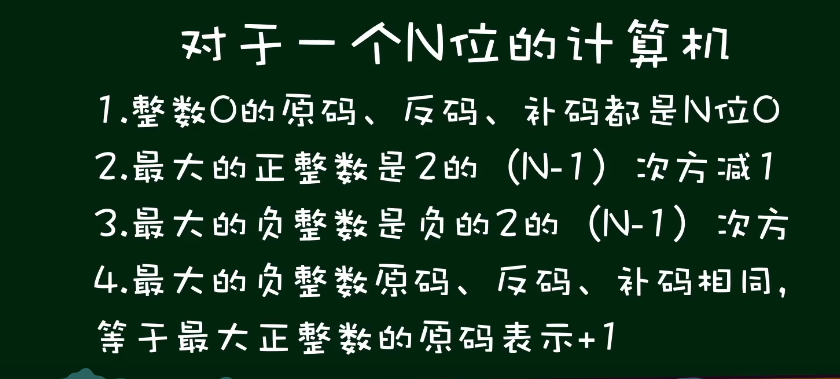 对于一个N位的计算机
1.整数0的原码、反码、补码都是N位0
2.最大的正整数是2的（N-1）次方减1
3.最大的负整数是负的2的（N-1）次方
4.最大的负整数原码、反码、补码相同，
等于最大正整数的原码表示+1